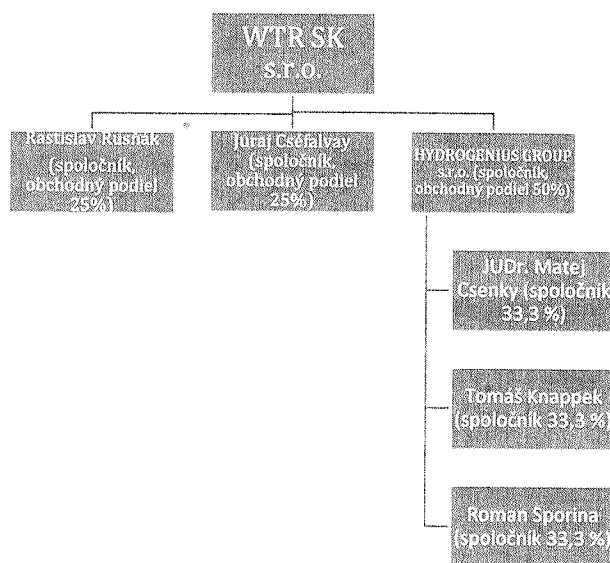 WTR SK
s.r.o.
Rastislav Rusňák
(spoločník,
obchodný podiel
25%)
Juraj Cséfalvay
(spoločník,
obchodný podiel
25%)
HYDROGENIUS GROUP
s.r.o. (spoločník,
obchodný podiel 50%)
JUDr. Matej
Csenky (spoločník
33,3 %)
Tomáš Knappek
(spoločník 33,3 %)
Roman Sporina
(spoločník 33,3 %)